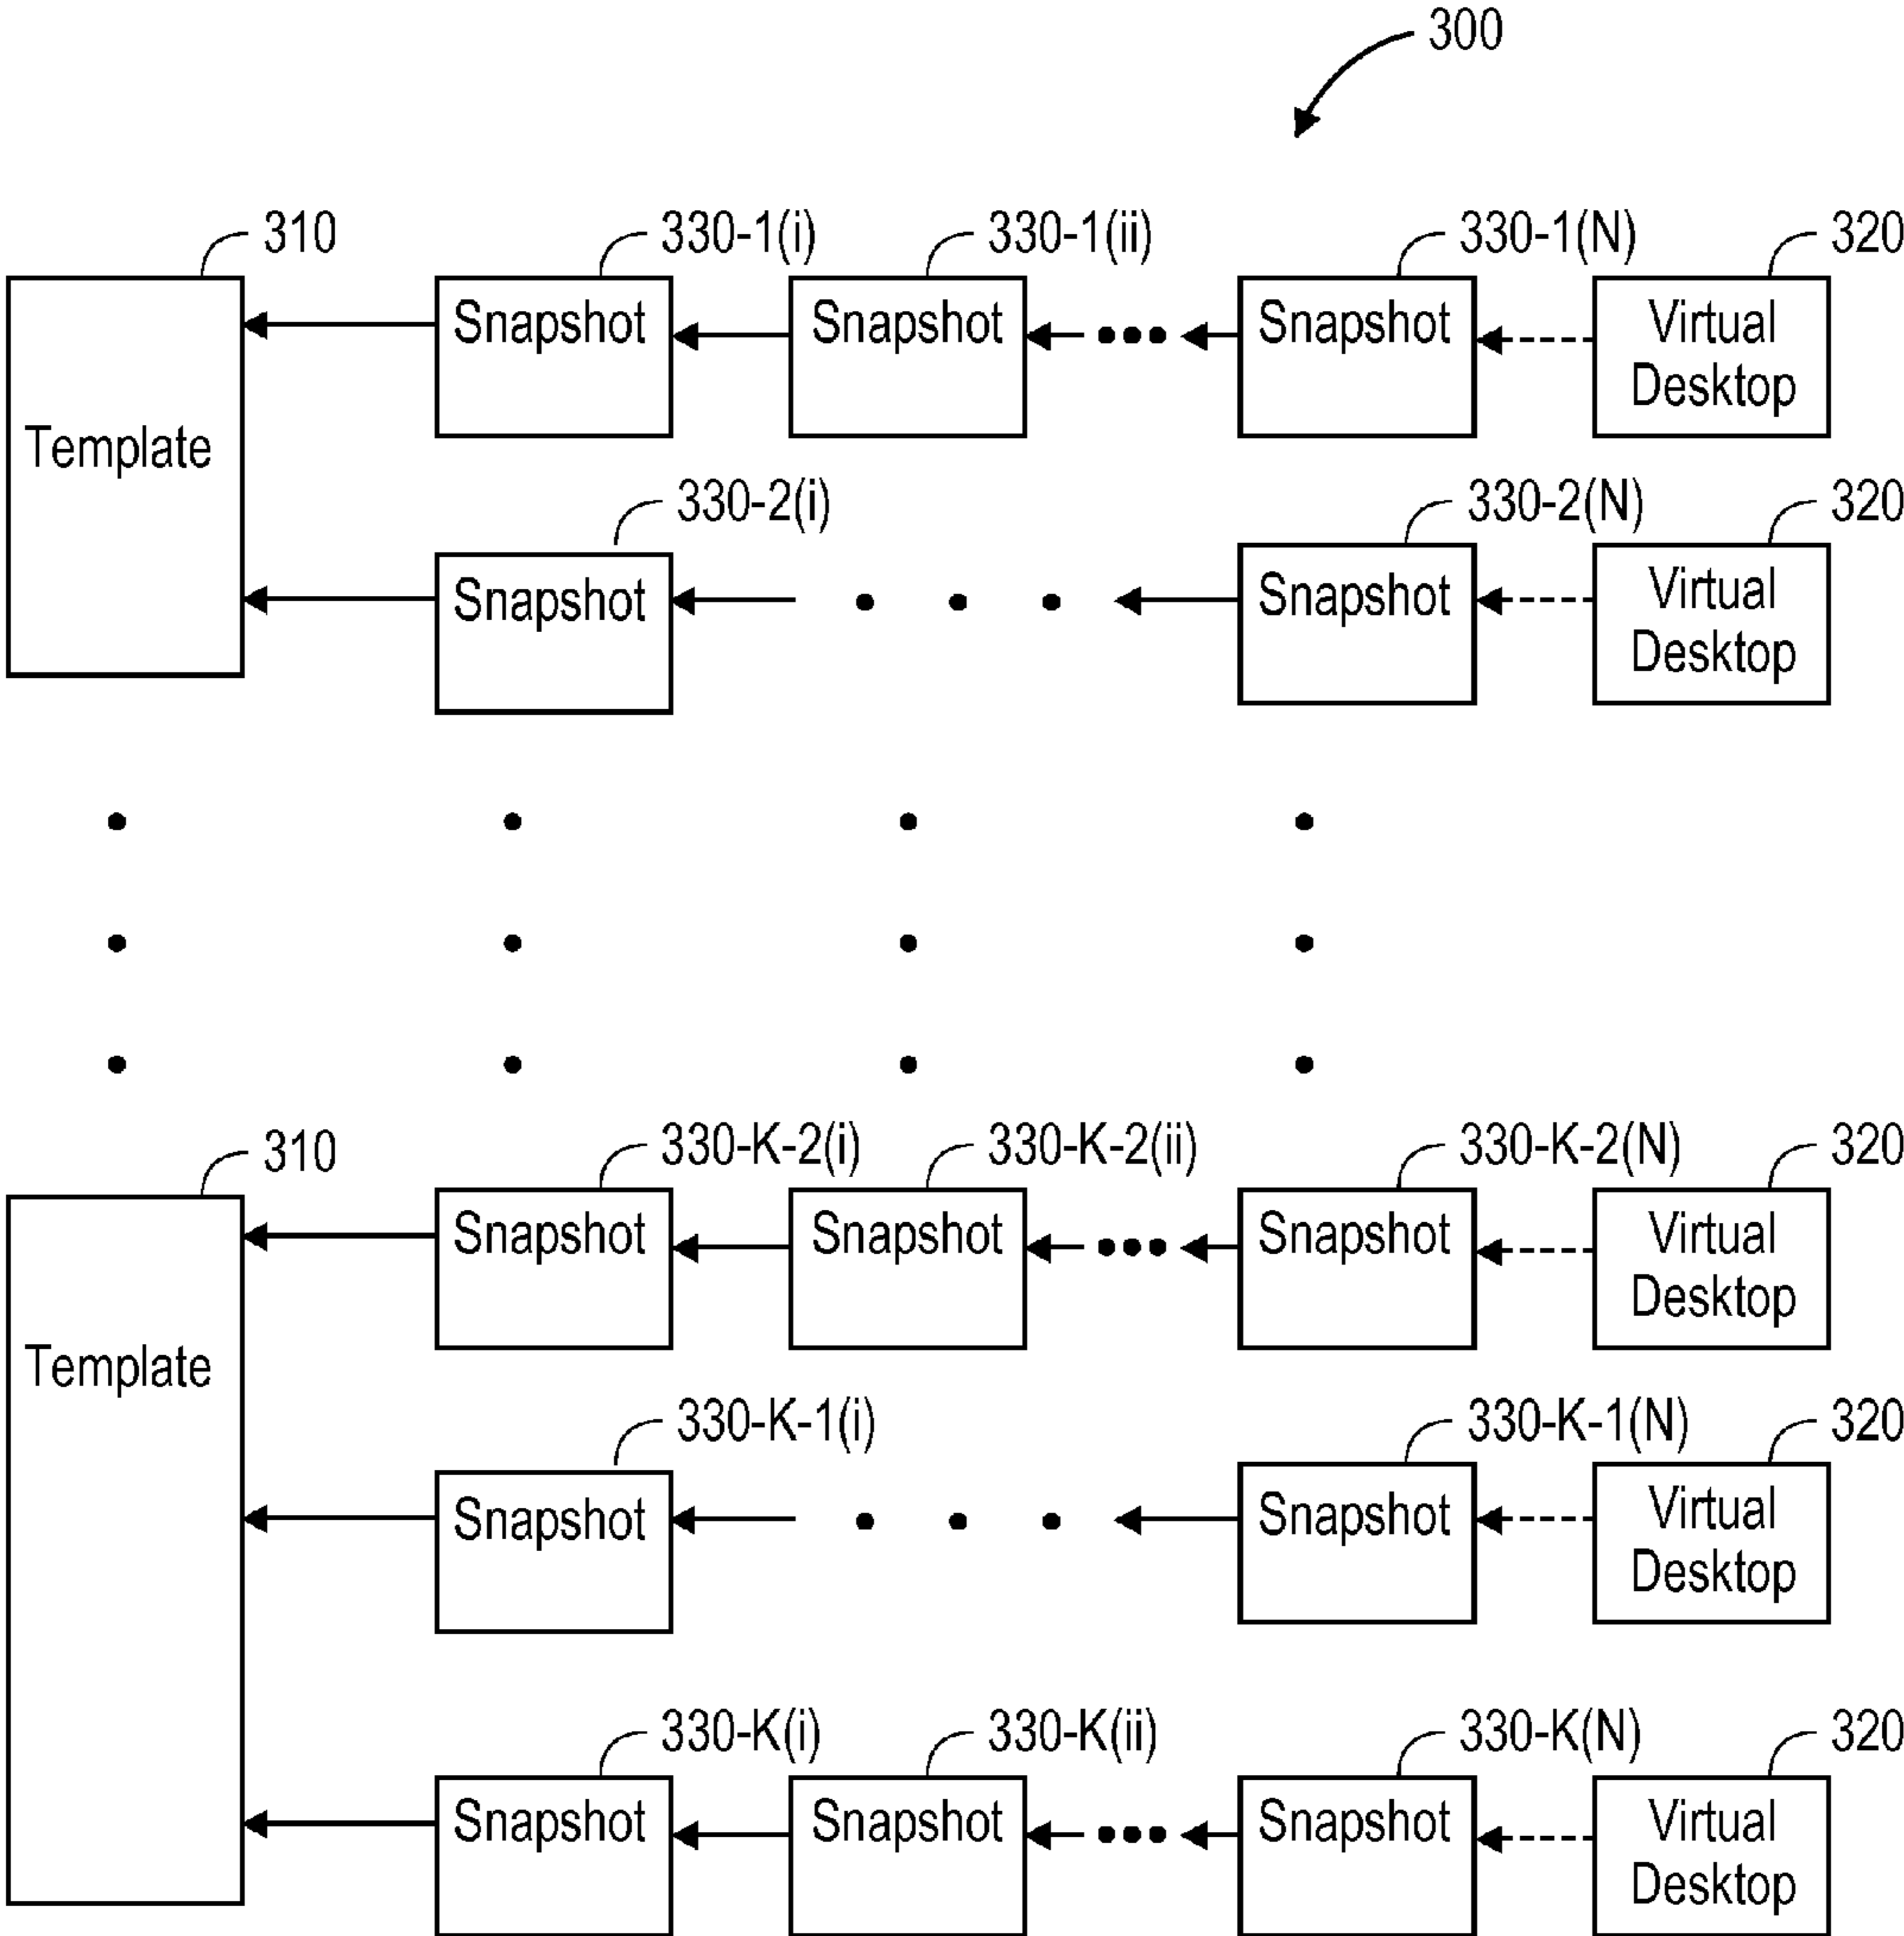 300
310 330-1(i) 330-1(ii) 330-1(N) 320
Snapshot Snapshot Snapshot Virtual
Desktop
Template
330-2(i) 330-2(N) 320
Snapshot Snapshot Virtual
Desktop
310 330-K-2(i) 330-K-2(ii) 330-K-2(N) 320
Snapshot Snapshot Snapshot Virtual
Desktop
Template
330-K-1(i) 330-K-1(N) 320
Snapshot Snapshot Virtual
Desktop
330-K(i) 330-K(ii) 330-K(N) 320
Snapshot Snapshot Snapshot Virtual
Desktop